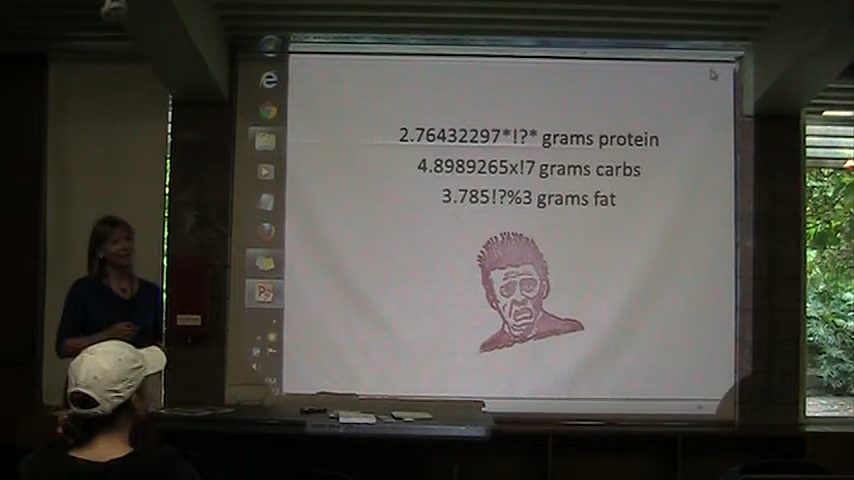 2.76432297*!?* grams protein
4.8989265x!7 grams carbs
3.785!?%3 grams fat